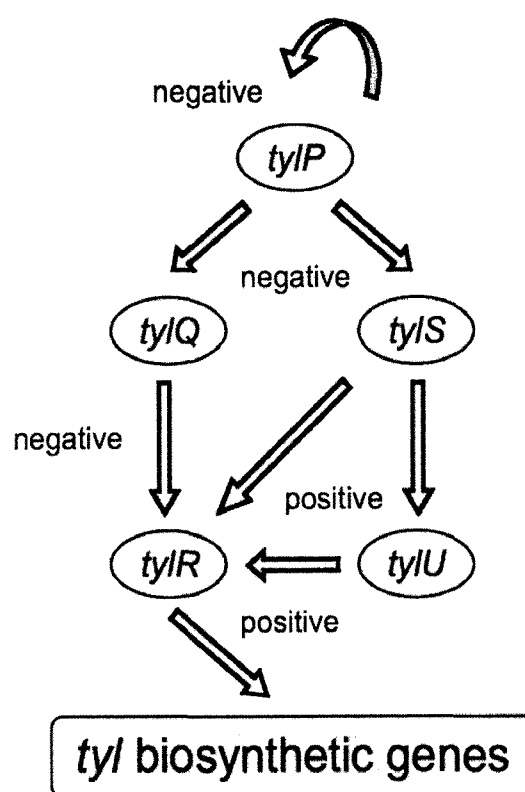 negative
tylP
negative
tylQ
tylS
negative
positive
tylR
tylU
positive
tyl biosynthetic genes